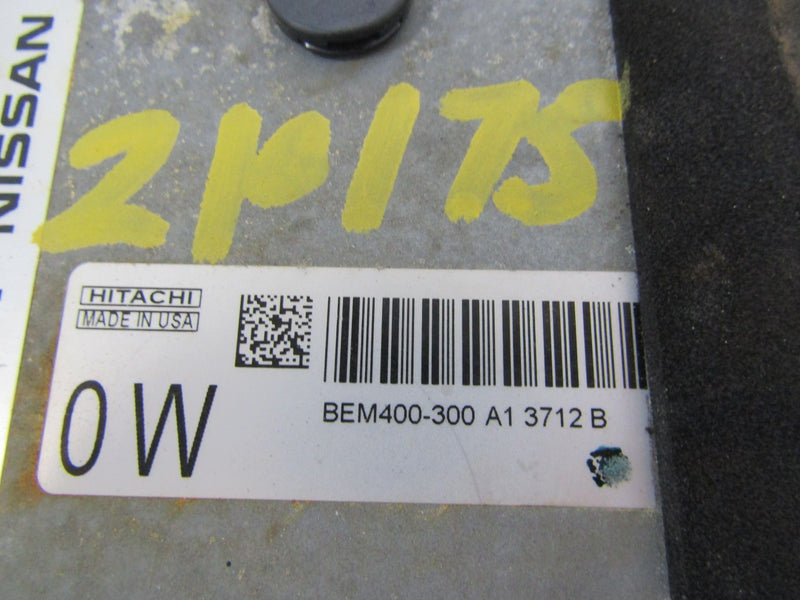 NISSAN
2P175
HITACHI
MADE IN USA
0W
BEM400-300 A1 3712 B